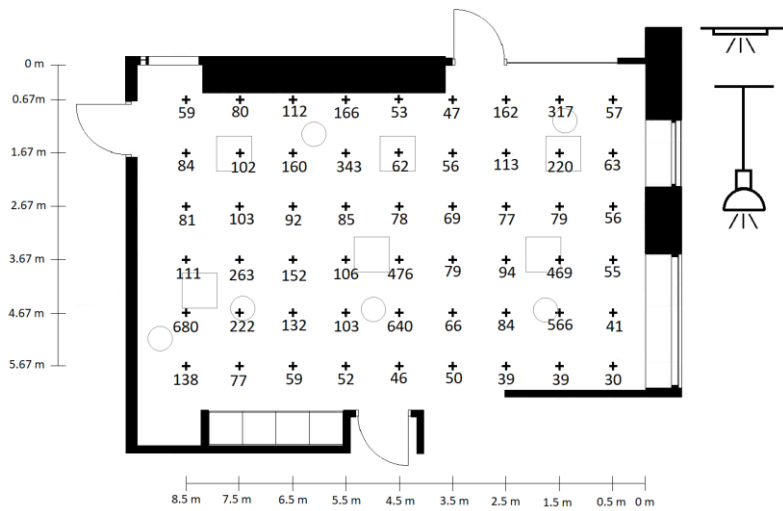 0 m
0.67m
59 80 112 166 53 47 162 317 57
1.67 m
84 102 160 343 62 56 113 220 63
2.67 m
81 103 92 85 78 69 77 79 56
3.67 m
111 263 152 106 476 79 94 469 55
4.67 m
680 222 132 103 640 66 84 566 41
5.67 m
138 77 59 52 46 50 39 39 30
8.5 m 7.5 m 6.5 m 5.5 m 4.5 m 3.5 m 2.5 m 1.5 m 0.5 m 0 m